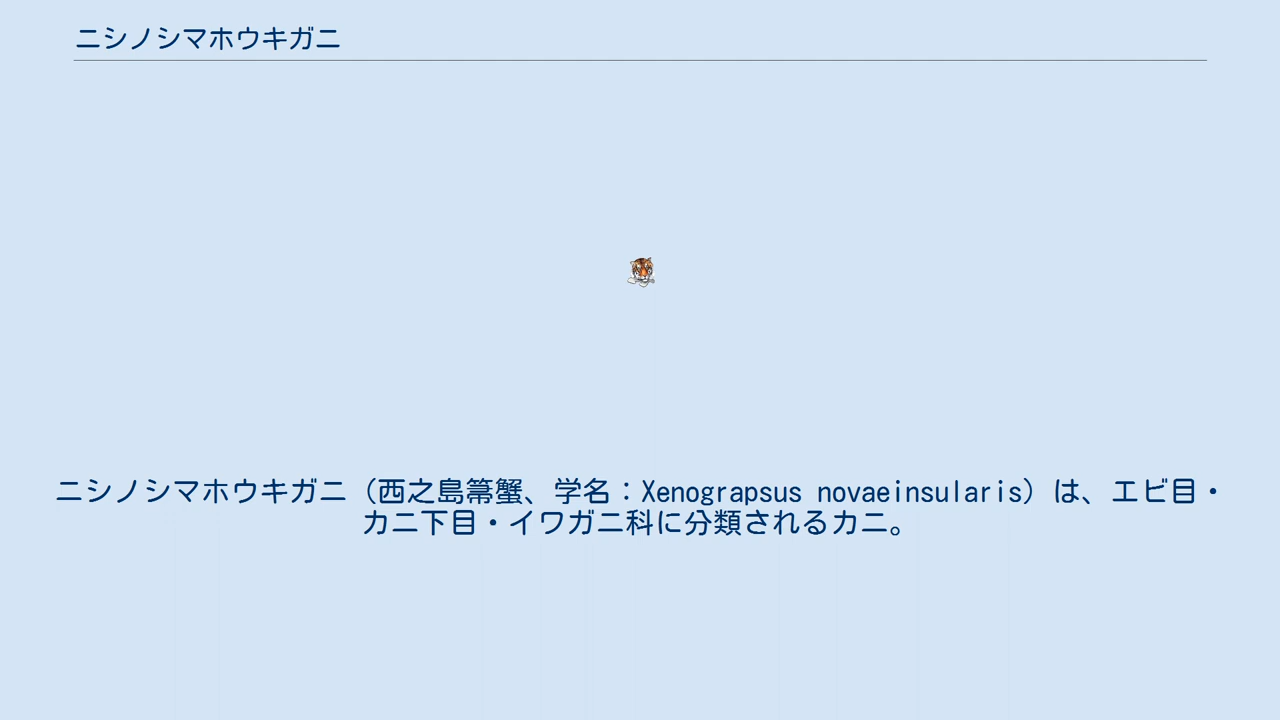 ニシノシマホウキガニ
ニシノシマホウキガニ（西之島箒蟹、学名：Xenograpsus novaeinsularis）は、エビ目・
カニ下目・イワガニ科に分類されるカニ。